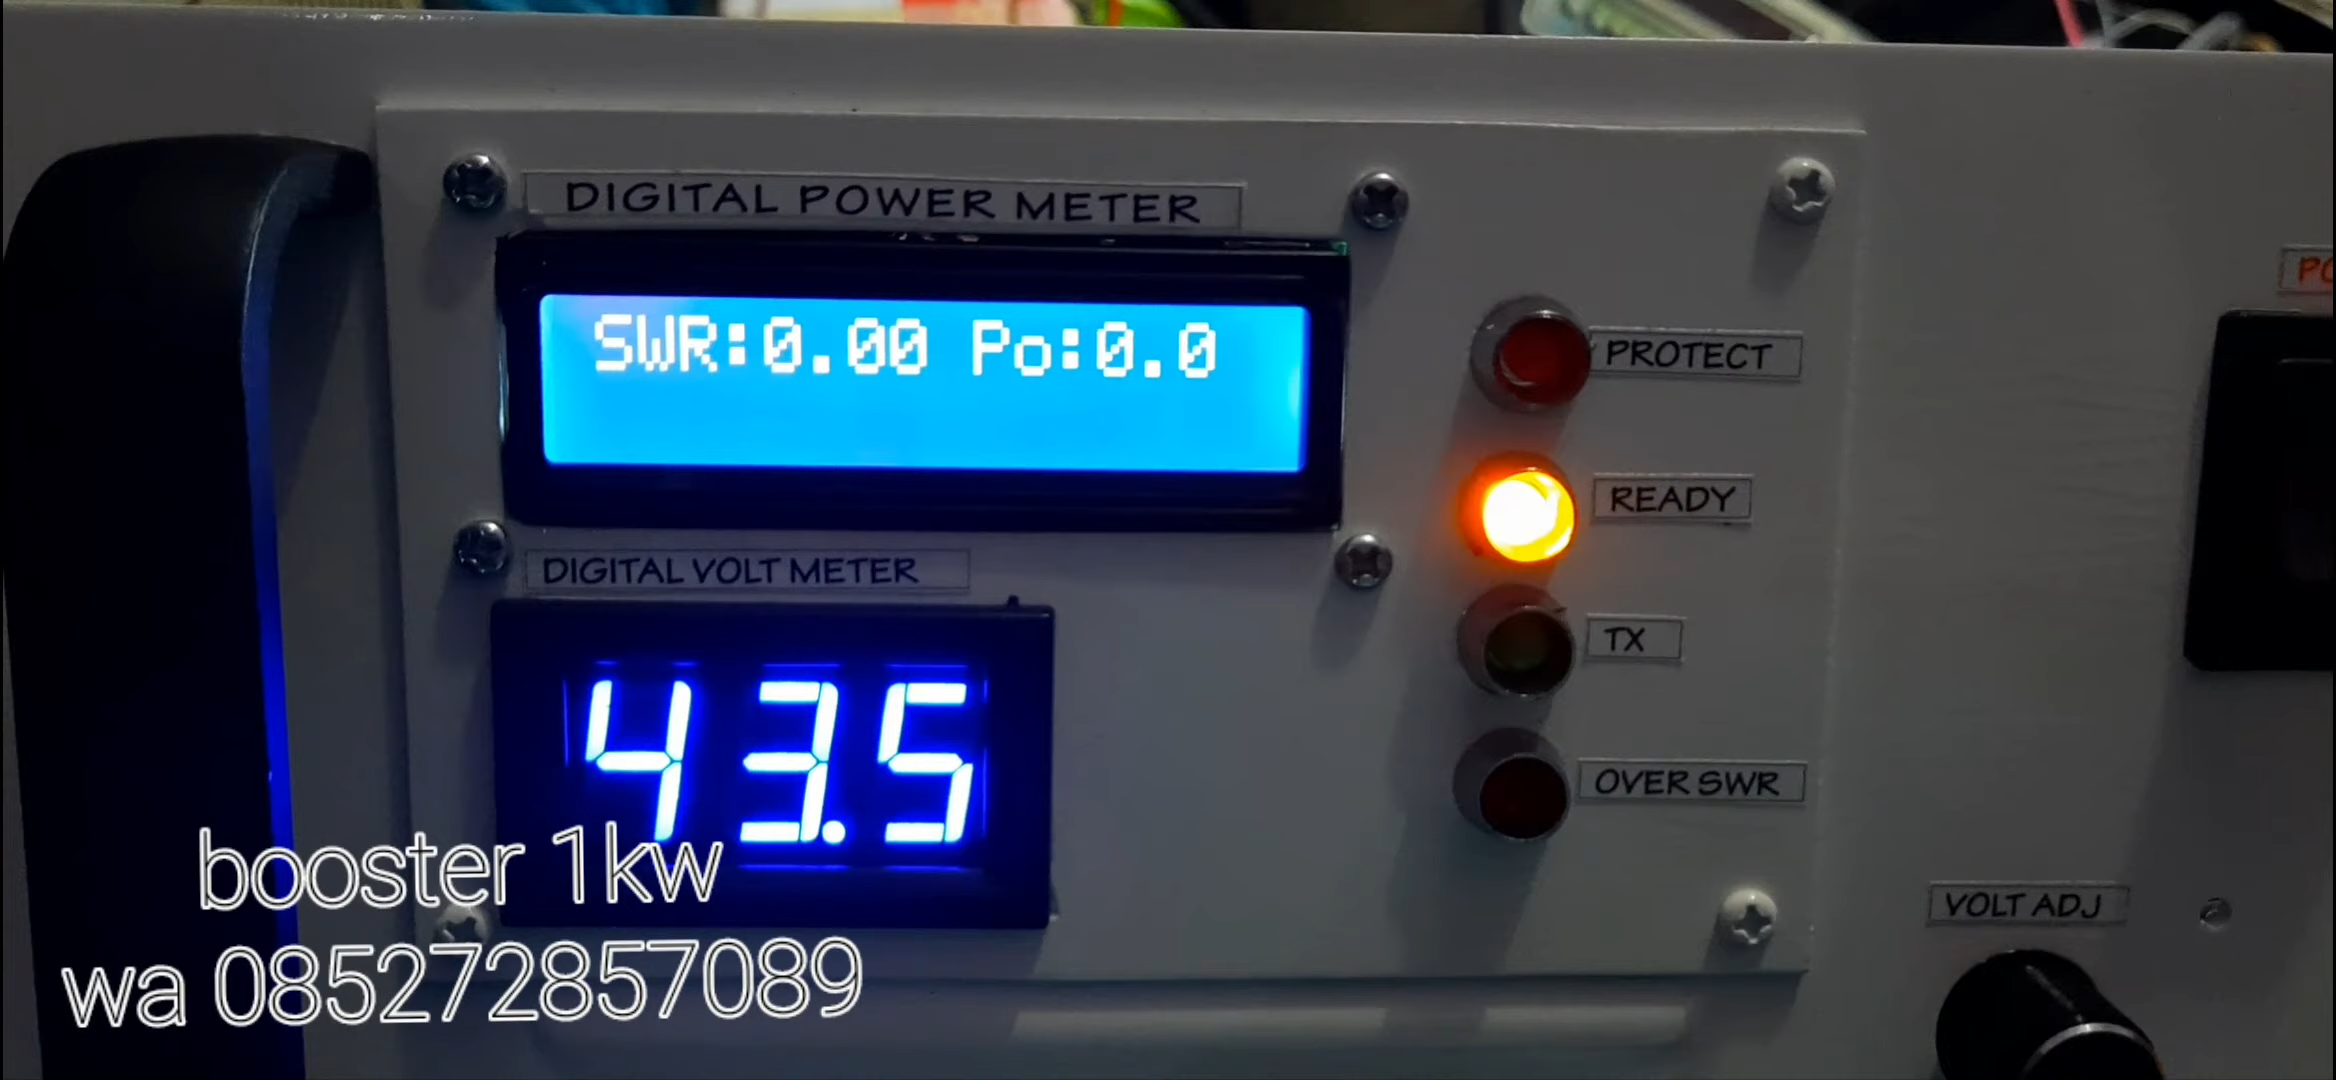 DIGITAL POWER METER
SWR:0.00 Po:0.0
PROTECT
READY
DIGITAL VOLT METER
TX
43.5
OVER SWR
VOLT ADJ
booster 1kw
wa 085272857089